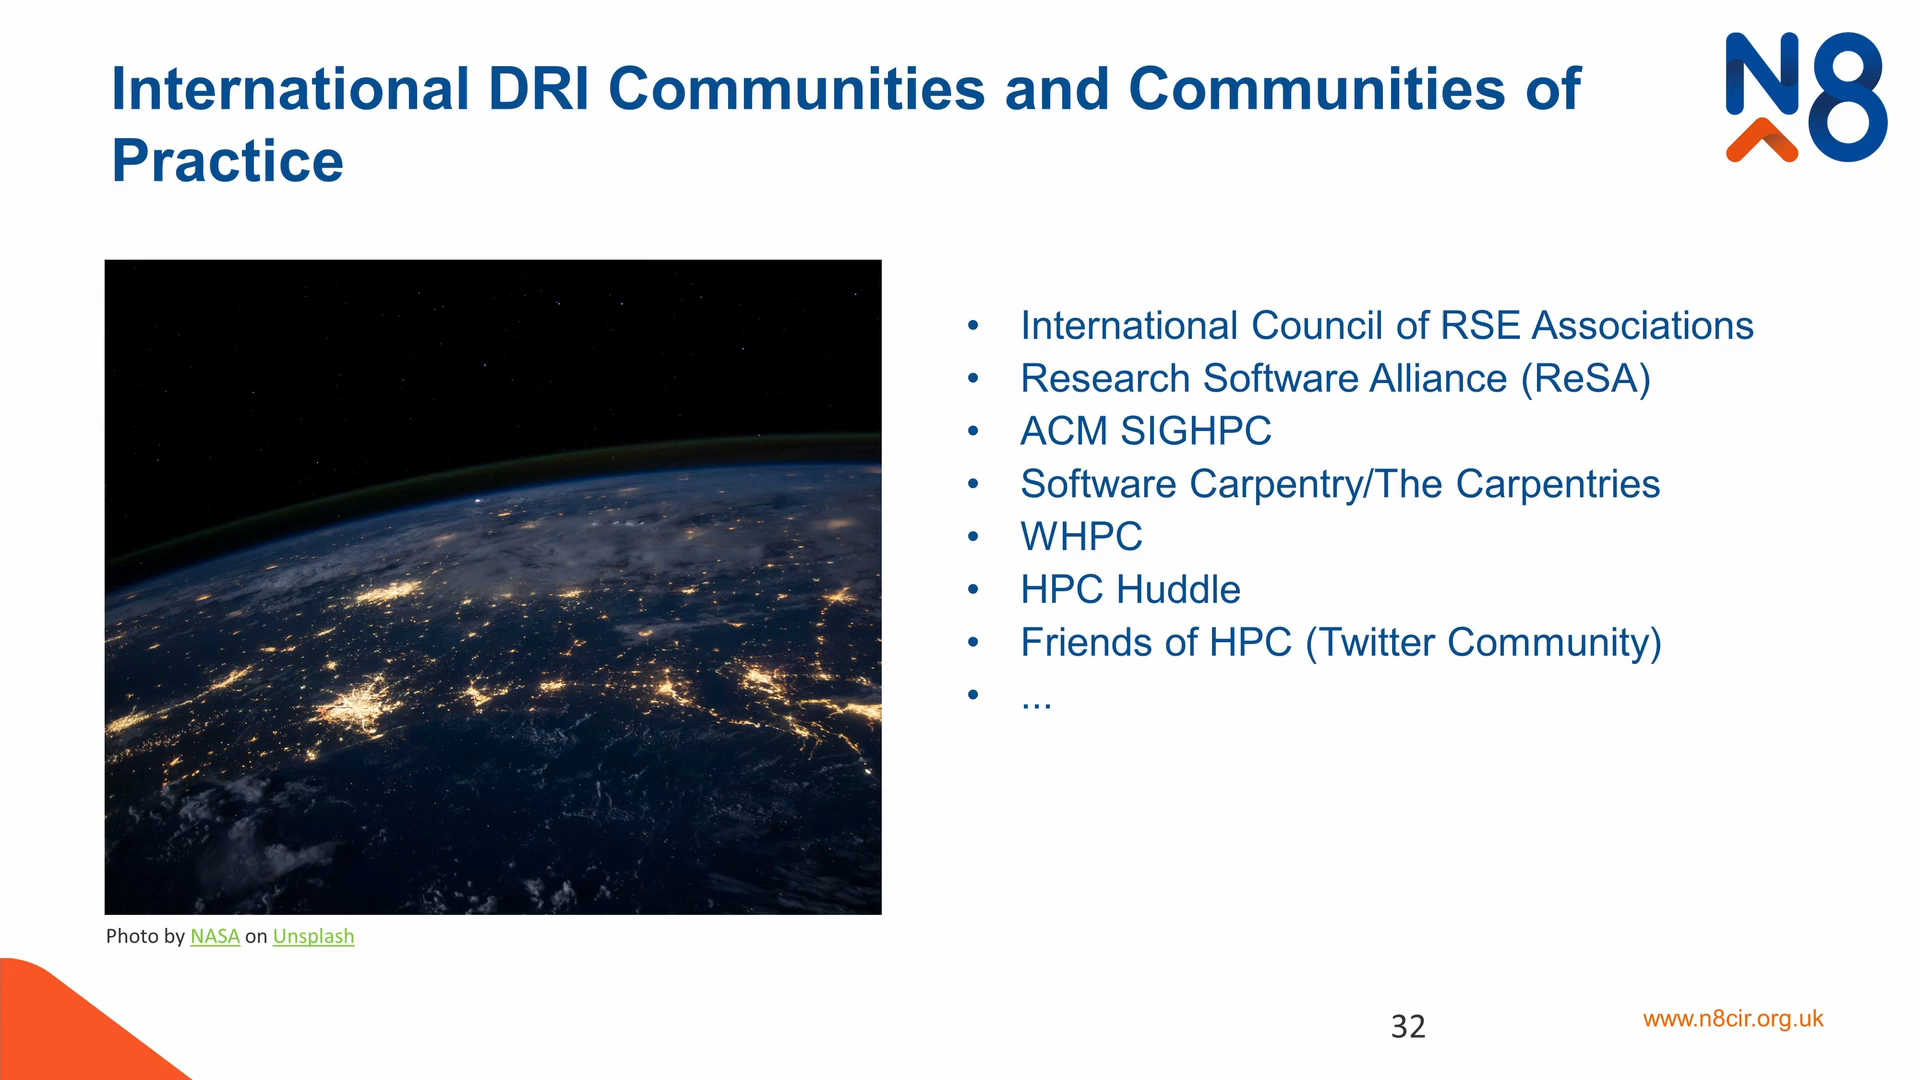 International DRI Communities and Communities of
Practice
N8
• International Council of RSE Associations
• Research Software Alliance (ReSA)
• ACM SIGHPC
• Software Carpentry/The Carpentries
• WHPC
• HPC Huddle
• Friends of HPC (Twitter Community)
• ...
Photo by NASA on Unsplash
32
www.n8cir.org.uk